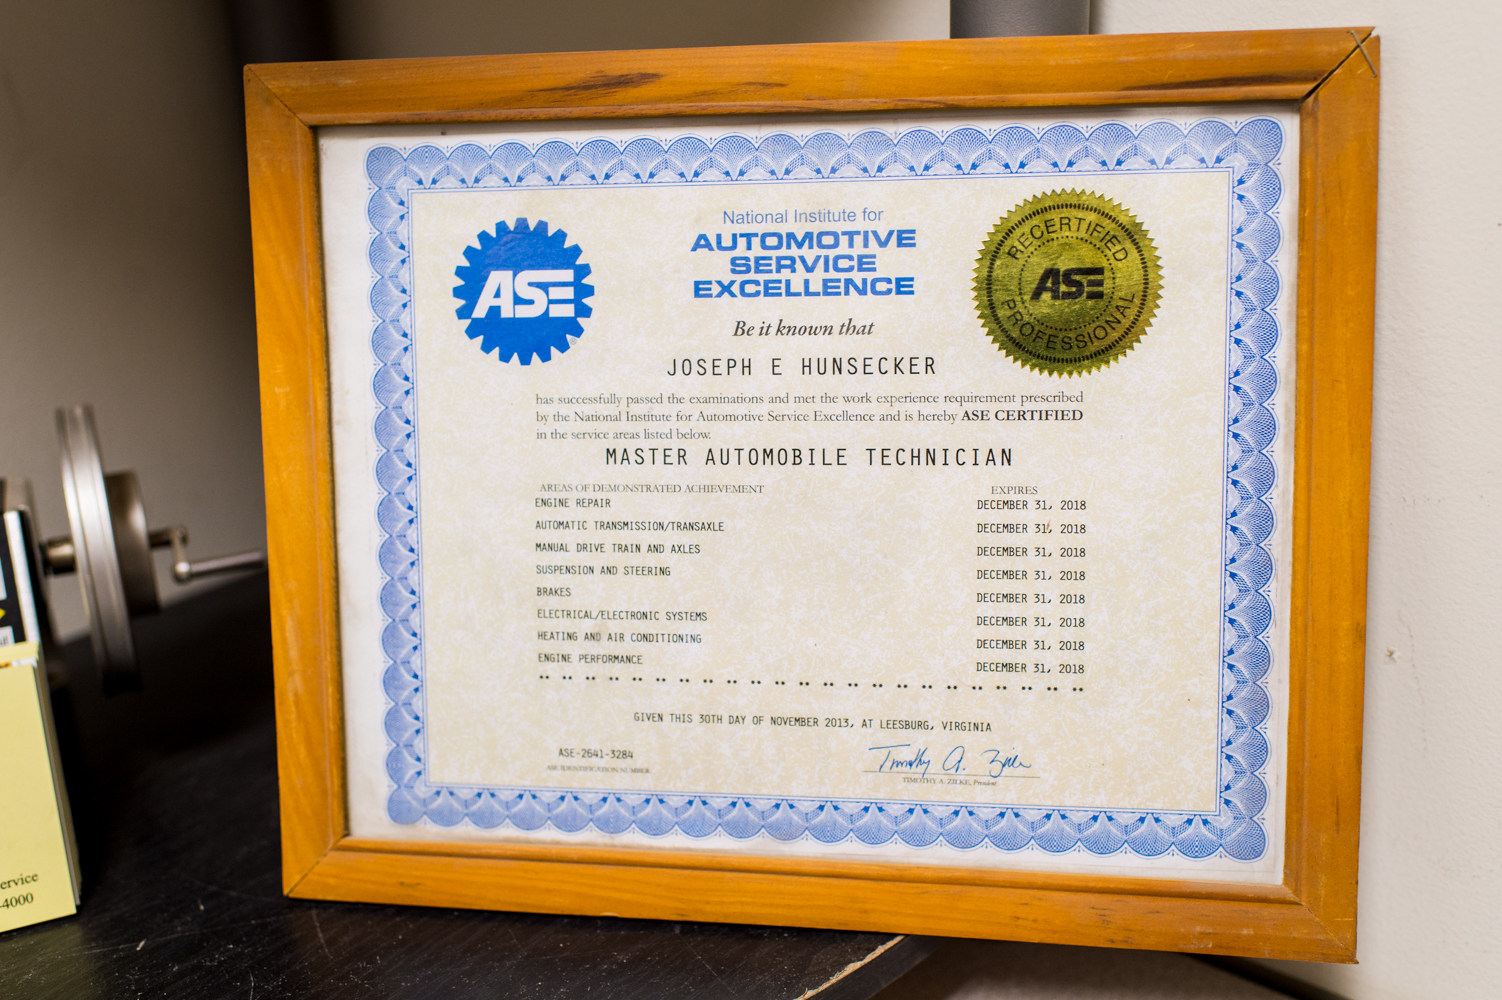 ASE
National Institute for
AUTOMOTIVE
SERVICE
EXCELLENCE
RECERTIFIED
ASE
PROFESSIONAL
Be it known that
JOSEPH E HUNSECKER
has successfully passed the examinations and met the work experience requirement prescribed
by the National Institute for Automotive Service Excellence and is hereby ASE CERTIFIED
in the service areas listed below.
MASTER AUTOMOBILE TECHNICIAN
AREAS OF DEMONSTRATED ACHIEVEMENT EXPIRES
ENGINE REPAIR DECEMBER 31, 2018
AUTOMATIC TRANSMISSION/TRANSAXLE DECEMBER 31, 2018
MANUAL DRIVE TRAIN AND AXLES DECEMBER 31, 2018
SUSPENSION AND STEERING DECEMBER 31, 2018
BRAKES DECEMBER 31, 2018
ELECTRICAL/ELECTRONIC SYSTEMS DECEMBER 31, 2018
HEATING AND AIR CONDITIONING DECEMBER 31, 2018
ENGINE PERFORMANCE DECEMBER 31, 2018
GIVEN THIS 30TH DAY OF NOVEMBER 2013, AT LEESBURG, VIRGINIA
ASE-2641-3284
ASE IDENTIFICATION NUMBER
Timothy A. Zilke
TIMOTHY A. ZILKE, President
ervice
-4000